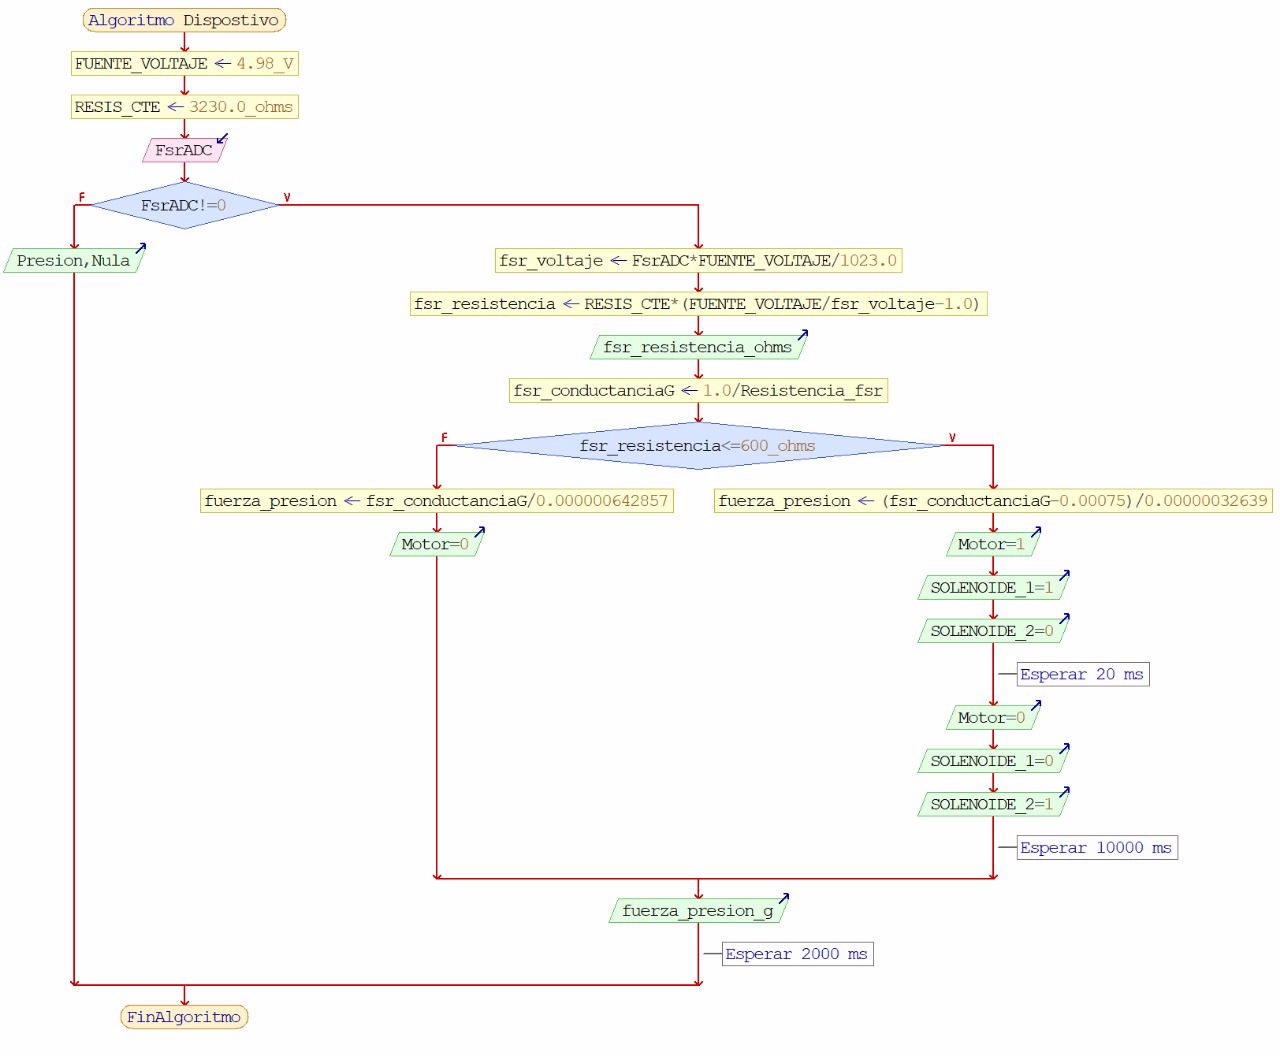 Algoritmo Dispostivo
FUENTE_VOLTAJE ← 4.98_V
RESIS_CTE ← 3230.0_ohms
FsrADC
FsrADC!=0
F
V
Presion,Nula
fsr_voltaje ← FsrADC*FUENTE_VOLTAJE/1023.0
fsr_resistencia ← RESIS_CTE*(FUENTE_VOLTAJE/fsr_voltaje-1.0)
fsr_resistencia_ohms
fsr_conductanciaG ← 1.0/Resistencia_fsr
fsr_resistencia<=600_ohms
F
V
fuerza_presion ← fsr_conductanciaG/0.000000642857
Motor=0
fuerza_presion ← (fsr_conductanciaG-0.00075)/0.00000032639
Motor=1
SOLENOIDE_1=1
SOLENOIDE_2=0
Esperar 20 ms
Motor=0
SOLENOIDE_1=0
SOLENOIDE_2=1
Esperar 10000 ms
fuerza_presion_g
Esperar 2000 ms
FinAlgoritmo